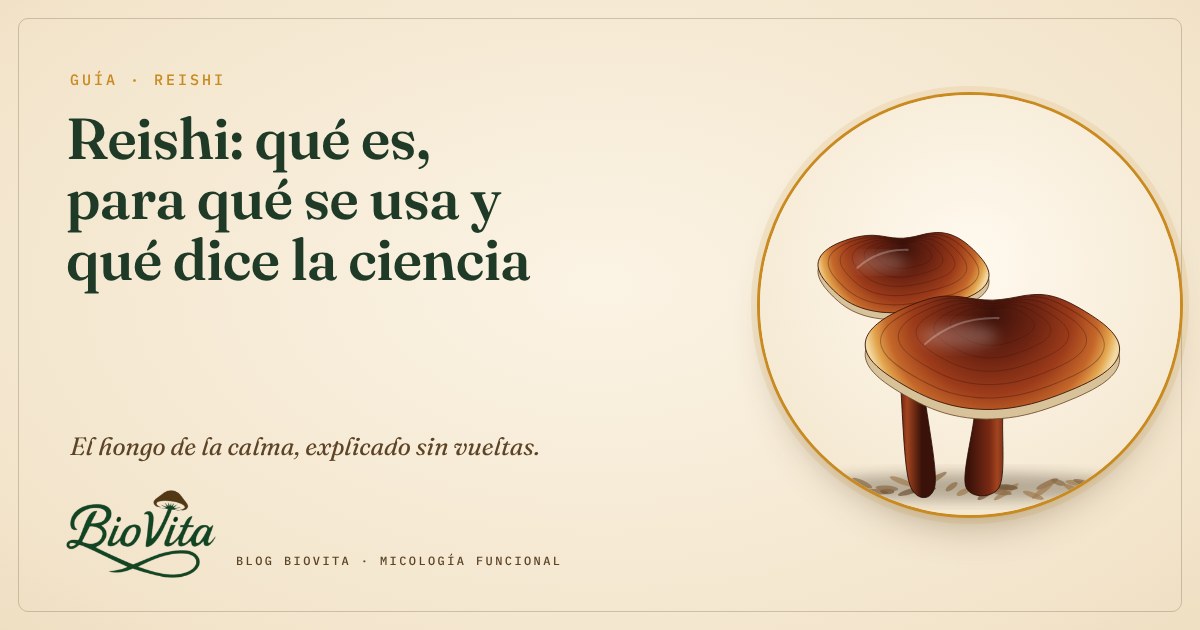 GUÍA · REISHI
Reishi: qué es,
para qué se usa y
qué dice la ciencia
El hongo de la calma, explicado sin vueltas.
BioVita
BLOG BIOVITA · MICOLOGÍA FUNCIONAL